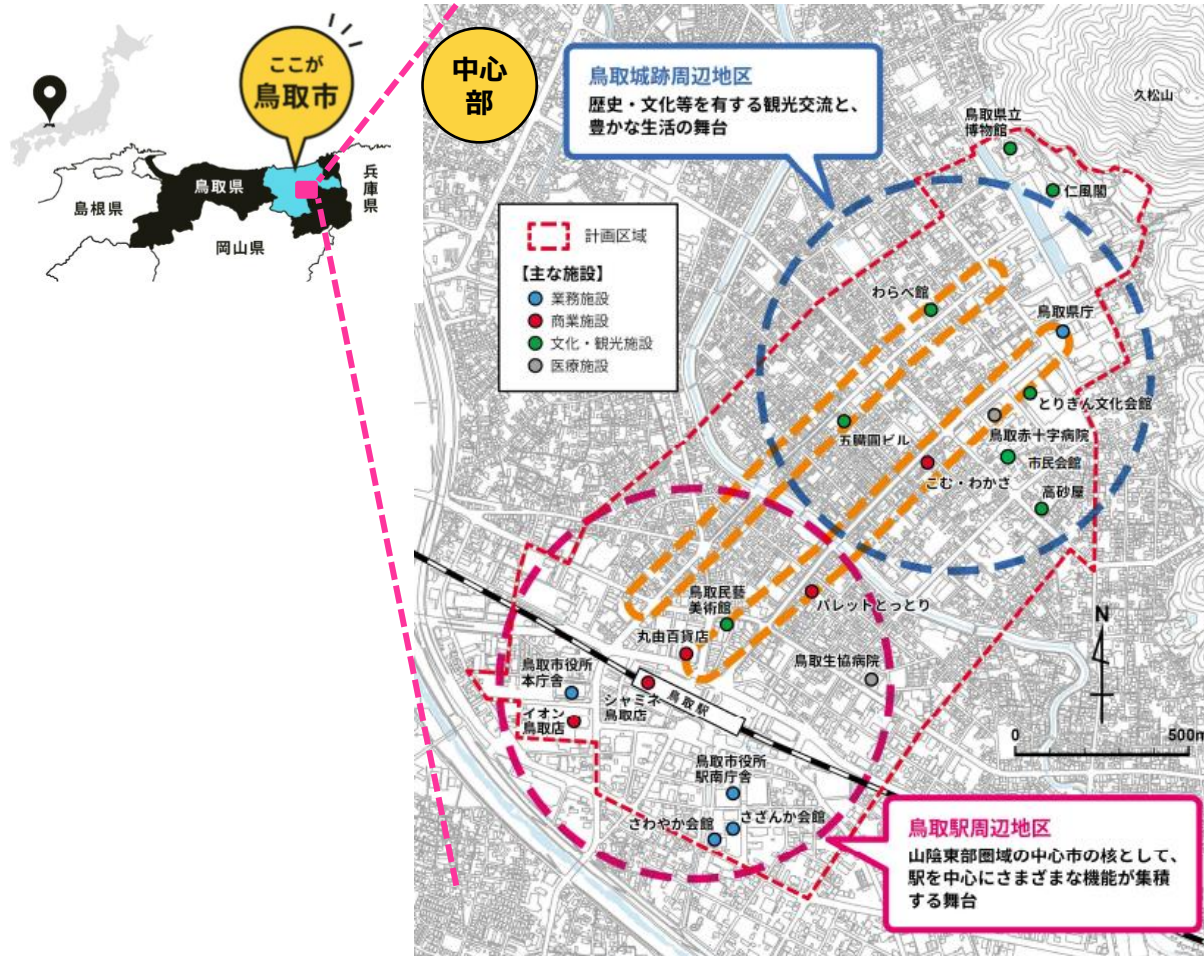 ここが
鳥取市
鳥取県
島根県
岡山県
兵庫県
中心
部
鳥取城跡周辺地区
歴史・文化等を有する観光交流と、
豊かな生活の舞台
計画区域
【主な施設】
業務施設
商業施設
文化・観光施設
医療施設
久松山
鳥取県立
博物館
仁風閣
わらべ館
鳥取県庁
とりぎん文化会館
鳥取赤十字病院
五臓圓ビル
市民会館
こむ・わかさ
高砂屋
パレットとっとり
鳥取民藝
美術館
丸由百貨店
鳥取生協病院
鳥取市役所
本庁舎
シャミネ
鳥取店
鳥取駅
イオン
鳥取店
N
0
500m
鳥取市役所
駅南庁舎
さわやか会館
さざんか会館
鳥取駅周辺地区
山陰東部圏域の中心市の核として、
駅を中心にさまざまな機能が集積
する舞台